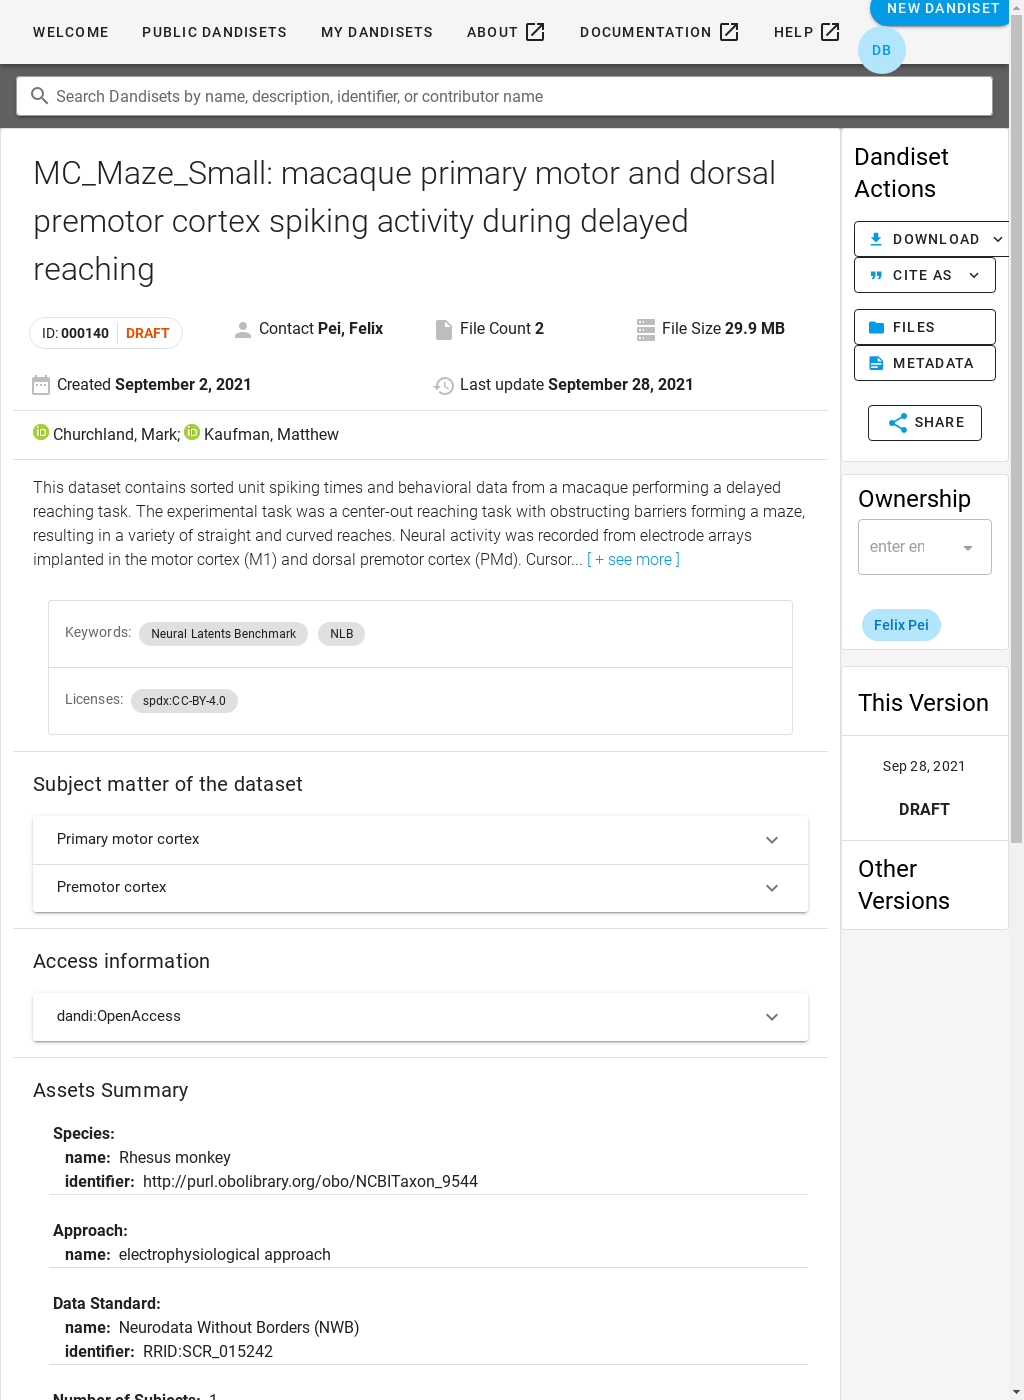 WELCOME PUBLIC DANDISETS MY DANDISETS ABOUT DOCUMENTATION HELP NEW DANDISET
DB
Search Dandisets by name, description, identifier, or contributor name
MC_Maze_Small: macaque primary motor and dorsal
premotor cortex spiking activity during delayed
reaching
ID: 000140 DRAFT Contact Pei, Felix File Count 2 File Size 29.9 MB
Created September 2, 2021 Last update September 28, 2021
Churchland, Mark; Kaufman, Matthew
This dataset contains sorted unit spiking times and behavioral data from a macaque performing a delayed
reaching task. The experimental task was a center-out reaching task with obstructing barriers forming a maze,
resulting in a variety of straight and curved reaches. Neural activity was recorded from electrode arrays
implanted in the motor cortex (M1) and dorsal premotor cortex (PMd). Cursor... [ + see more ]
Keywords: Neural Latents Benchmark NLB
Licenses: spdx:CC-BY-4.0
Subject matter of the dataset
Primary motor cortex
Premotor cortex
Access information
dandi:OpenAccess
Assets Summary
Species:
name: Rhesus monkey
identifier: http://purl.obolibrary.org/obo/NCBITaxon_9544
Approach:
name: electrophysiological approach
Data Standard:
name: Neurodata Without Borders (NWB)
identifier: RRID:SCR_015242
Number of Subjects: 1
Dandiset
Actions
DOWNLOAD
CITE AS
FILES
METADATA
SHARE
Ownership
enter en
Felix Pei
This Version
Sep 28, 2021
DRAFT
Other
Versions